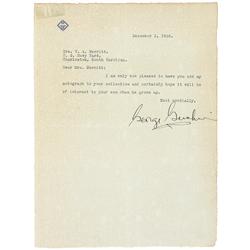 December 2, 1926.
Mrs. W. A. Merritt,
U. S. Navy Yard,
Charleston, South Carolina.
Dear Mrs. Merritt:
I am only too pleased to have you add my
autograph to your collection and certainly hope it will be
of interest to your son when he grows up.
Most cordially,
George Gershwin